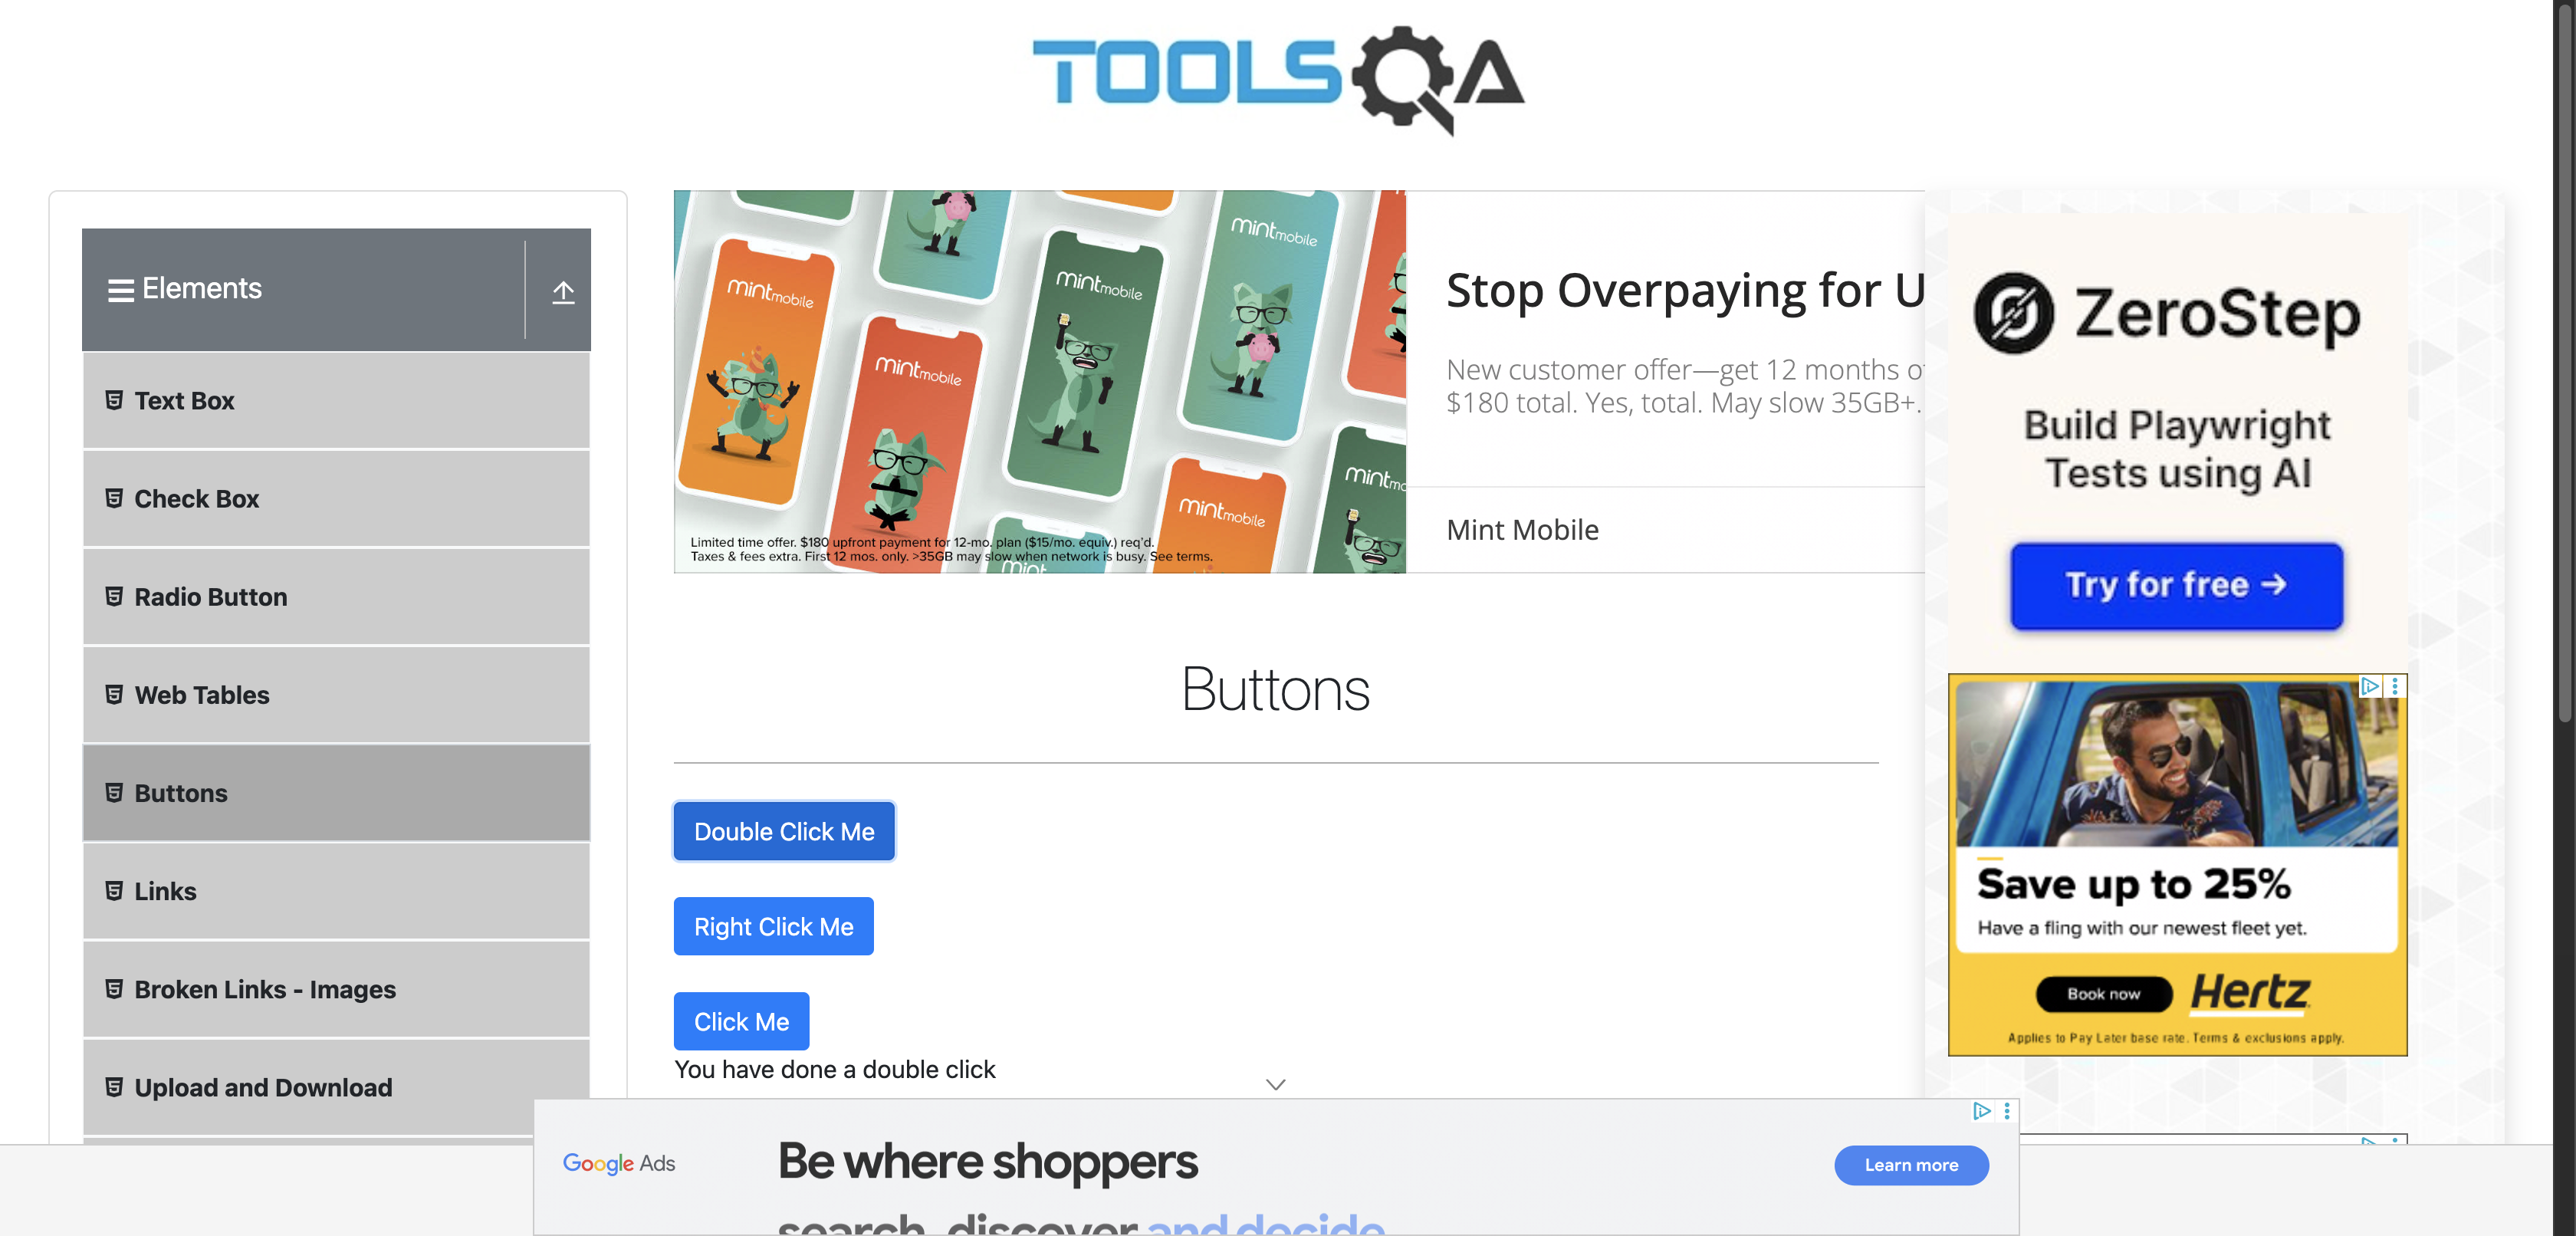 TOOLSQA
Elements
Text Box
Check Box
Radio Button
Web Tables
Buttons
Links
Broken Links - Images
Upload and Download
mintmobile
mintmobile
mintmobile
mintmobile
mintmobile
mintmo
mint
Limited time offer. $180 upfront payment for 12-mo. plan ($15/mo. equiv.) req'd.
Taxes & fees extra. First 12 mos. only. >35GB may slow when network is busy. See terms.
Stop Overpaying for U
New customer offer—get 12 months o
$180 total. Yes, total. May slow 35GB+.
Mint Mobile
Buttons
Double Click Me
Right Click Me
Click Me
You have done a double click
ZeroStep
Build Playwright
Tests using AI
Try for free →
Save up to 25%
Have a fling with our newest fleet yet.
Book now
Hertz
Applies to Pay Later base rate. Terms & exclusions apply.
Google Ads
Be where shoppers
search, discover and decide
Learn more